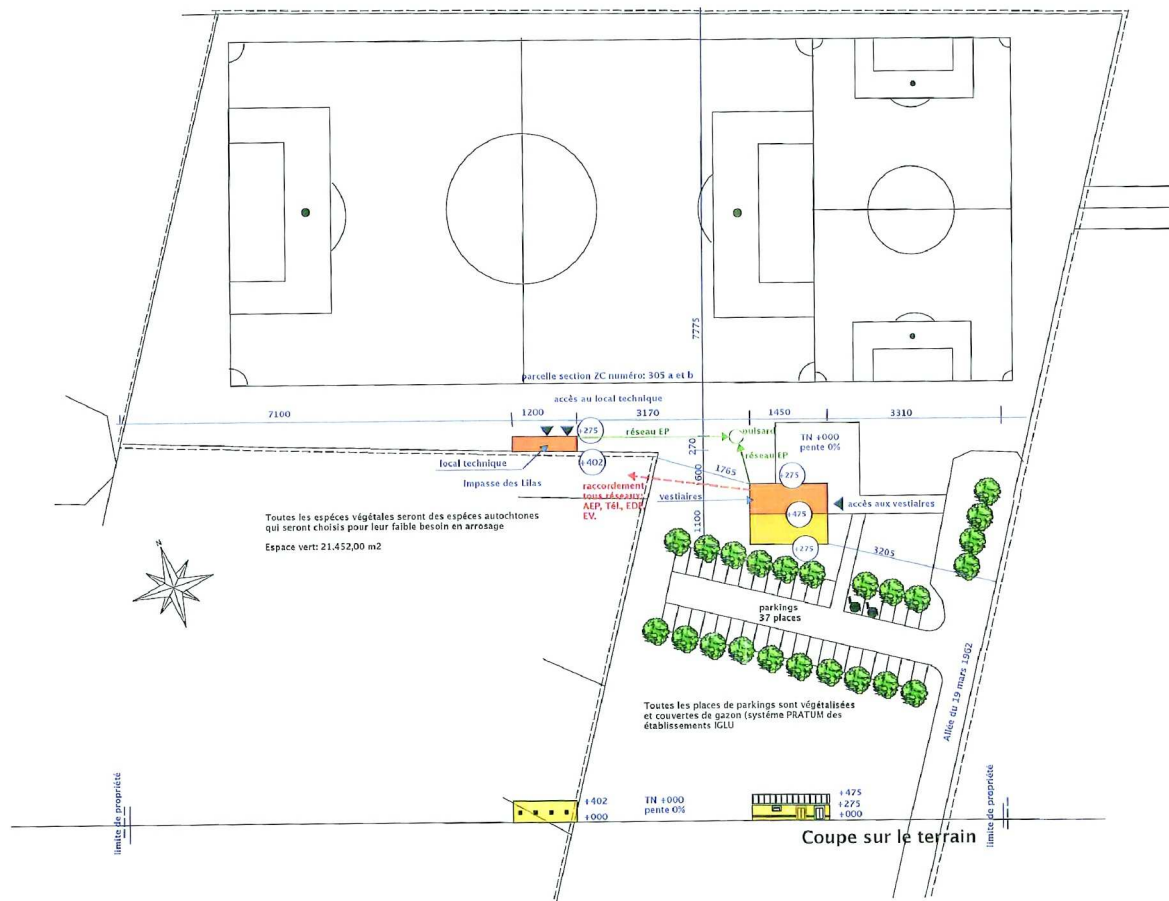 7775
parcelle section ZC numéro: 305 a et b
accès au local technique
7100
1200
3170
1450
3310
+275
réseau EP
puisard
réseau EP
TN +000
pente 0%
270
local technique
(+402)
Impasse des Lilas
1765
600
+275
raccordement
tous réseaux:
AEP, Tél., EDF
EV.
vestiaires
accès aux vestiaires
+475
1100
Toutes les espéces végétales seront des espéces autochtones
qui seront choisis pour leur faible besoin en arrosage
Espace vert: 21.452,00 m2
+275
3205
N
parkings
37 places
Toutes les places de parkings sont végétalisées
et couvertes de gazon (systéme PRATUM des
établissements IGLU
Allée du 19 mars 1962
limite de propriété
+402
+000
TN +000
pente 0%
+475
+275
+000
limite de propriété
Coupe sur le terrain